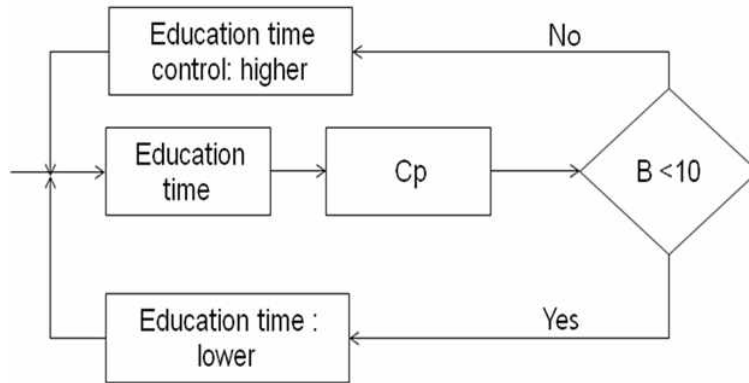 Education time
control: higher
No
Education
time
Cp
B <10
Education time :
lower
Yes